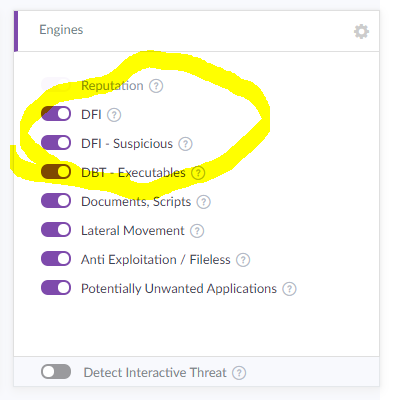 Engines
Reputation ?
DFI ?
DFI - Suspicious ?
DBT - Executables ?
Documents, Scripts ?
Lateral Movement ?
Anti Exploitation / Fileless ?
Potentially Unwanted Applications ?
Detect Interactive Threat ?